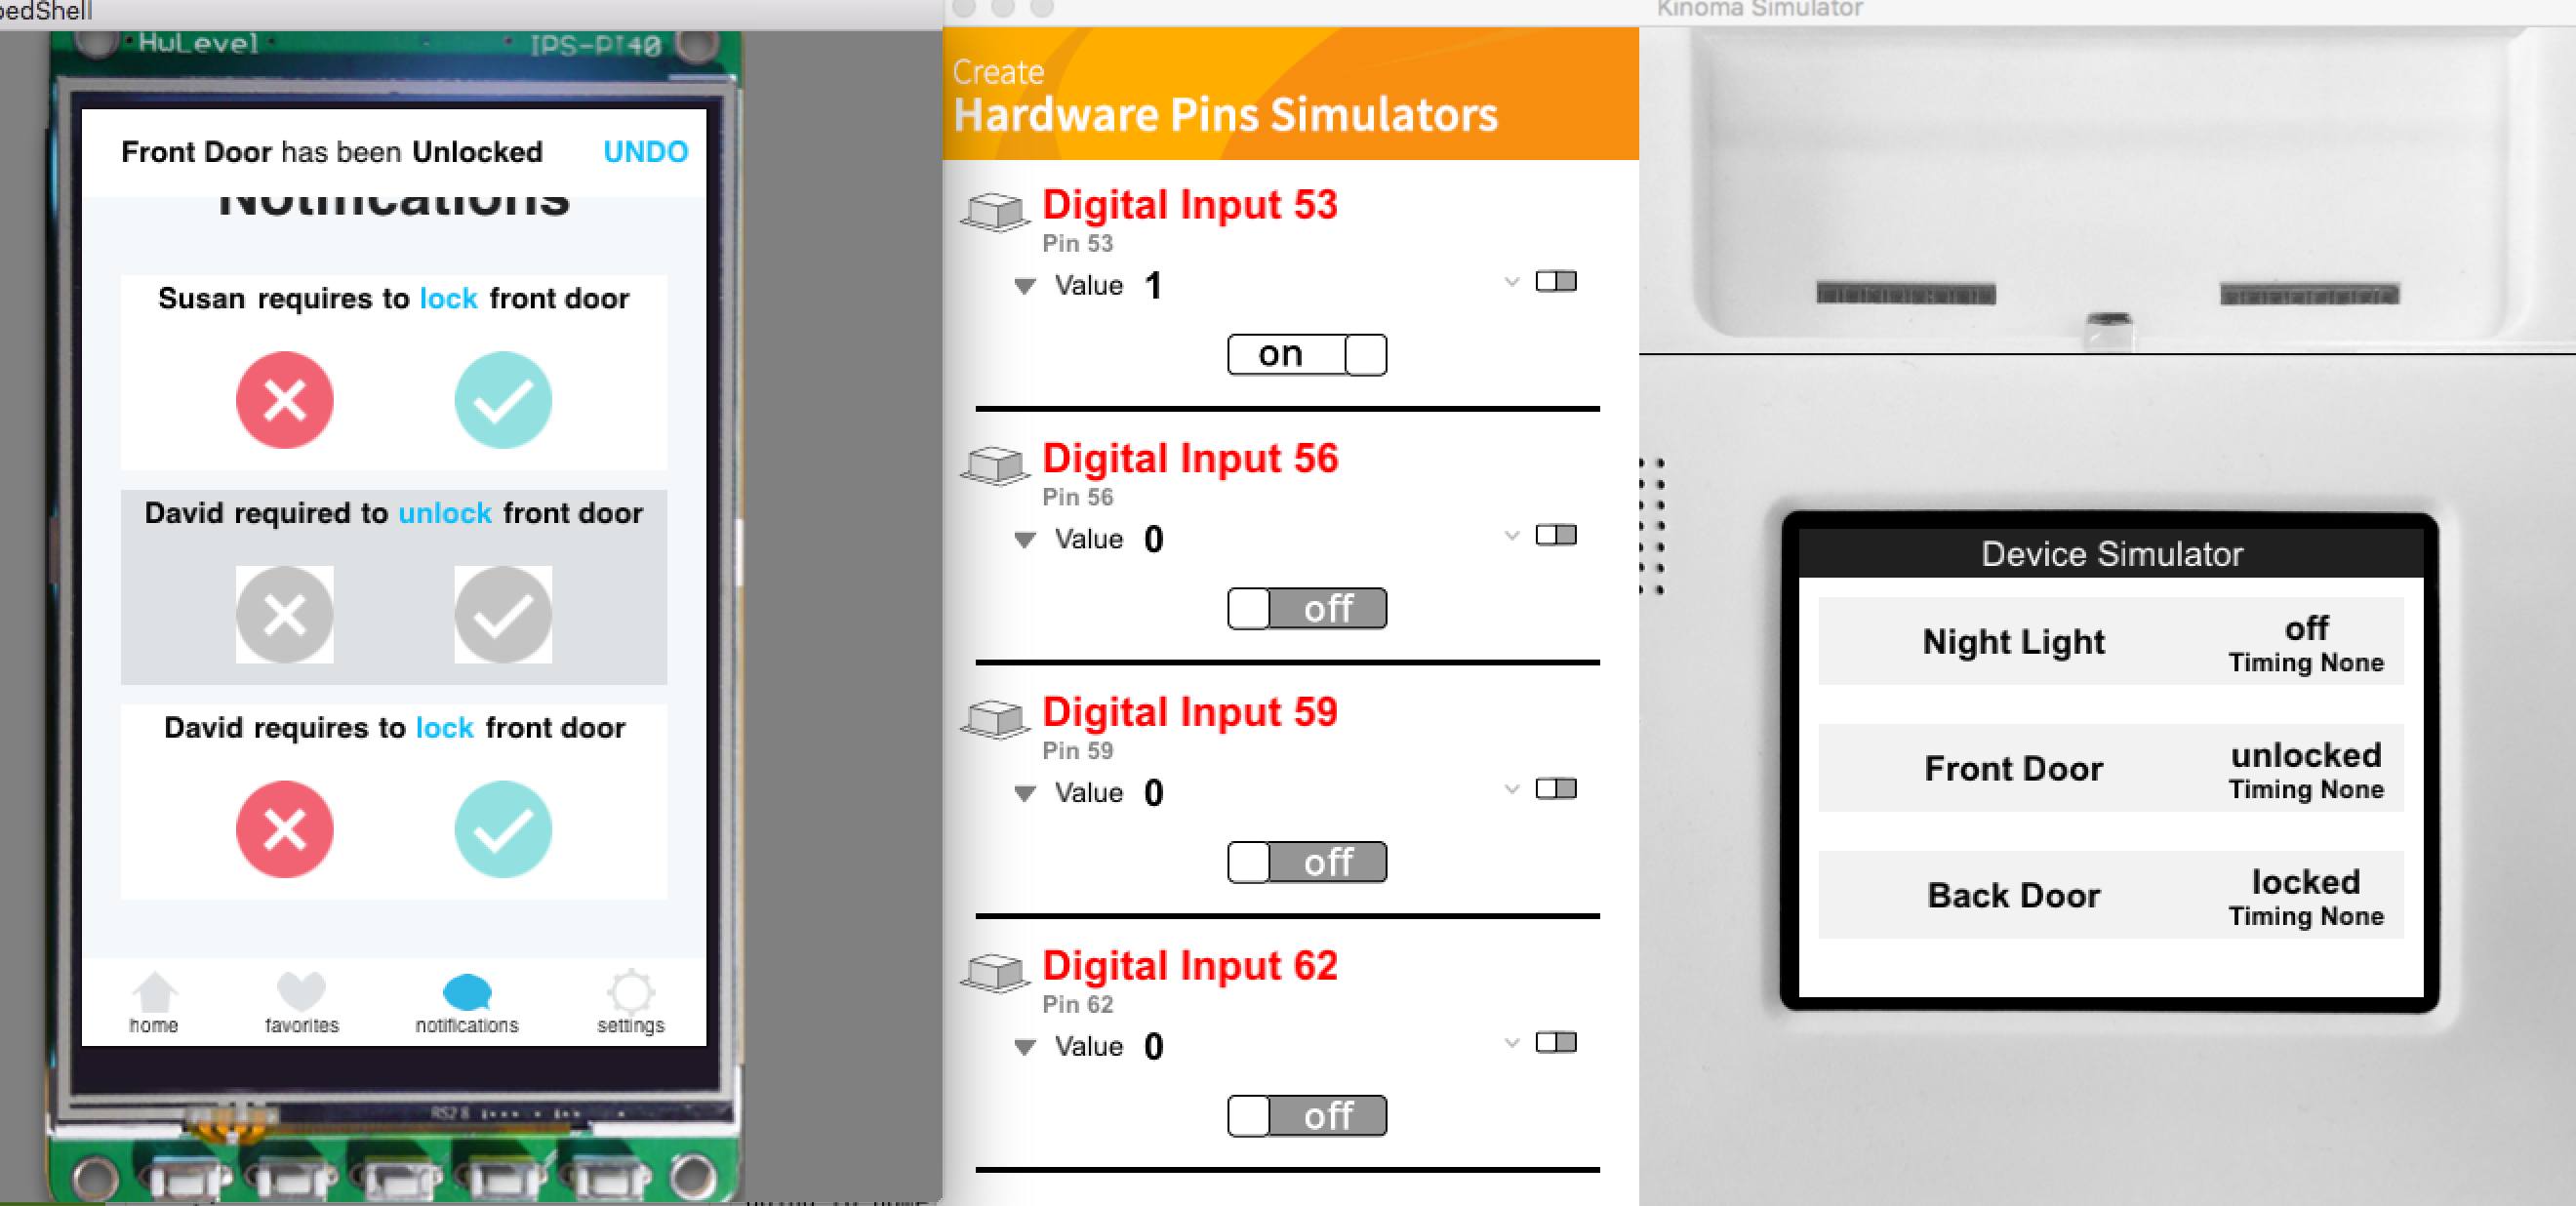 HuLevel
IPS-PI40
Front Door has been Unlocked UNDO
Notifications
Susan requires to lock front door
David required to unlock front door
David requires to lock front door
home
favorites
notifications
settings
Create
Hardware Pins Simulators
Digital Input 53
Pin 53
Value 1
on
Digital Input 56
Pin 56
Value 0
off
Digital Input 59
Pin 59
Value 0
off
Digital Input 62
Pin 62
Value 0
off
Kinoma Simulator
Device Simulator
Night Light
off
Timing None
Front Door
unlocked
Timing None
Back Door
locked
Timing None